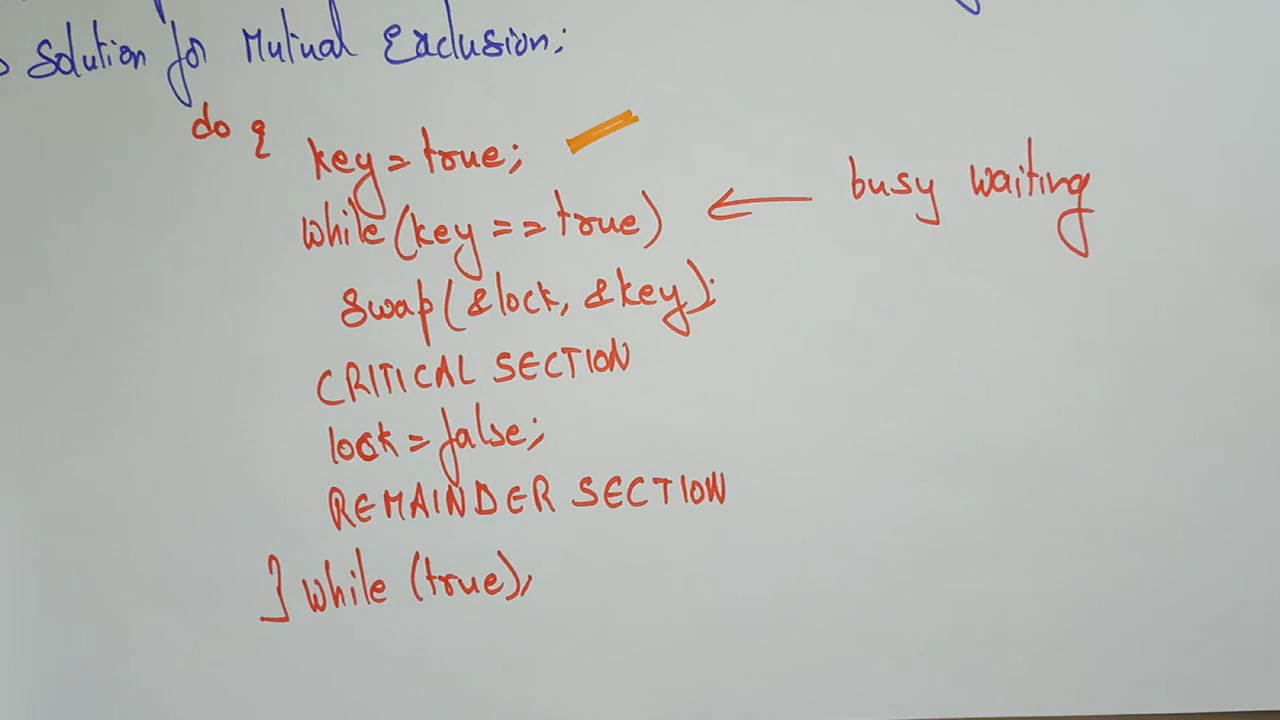 Solution for Mutual Exclusion:
do {
key = true;
while (key == true) ← busy waiting
swap (&lock, &key);
CRITICAL SECTION
lock = false;
REMAINDER SECTION
} while (true);